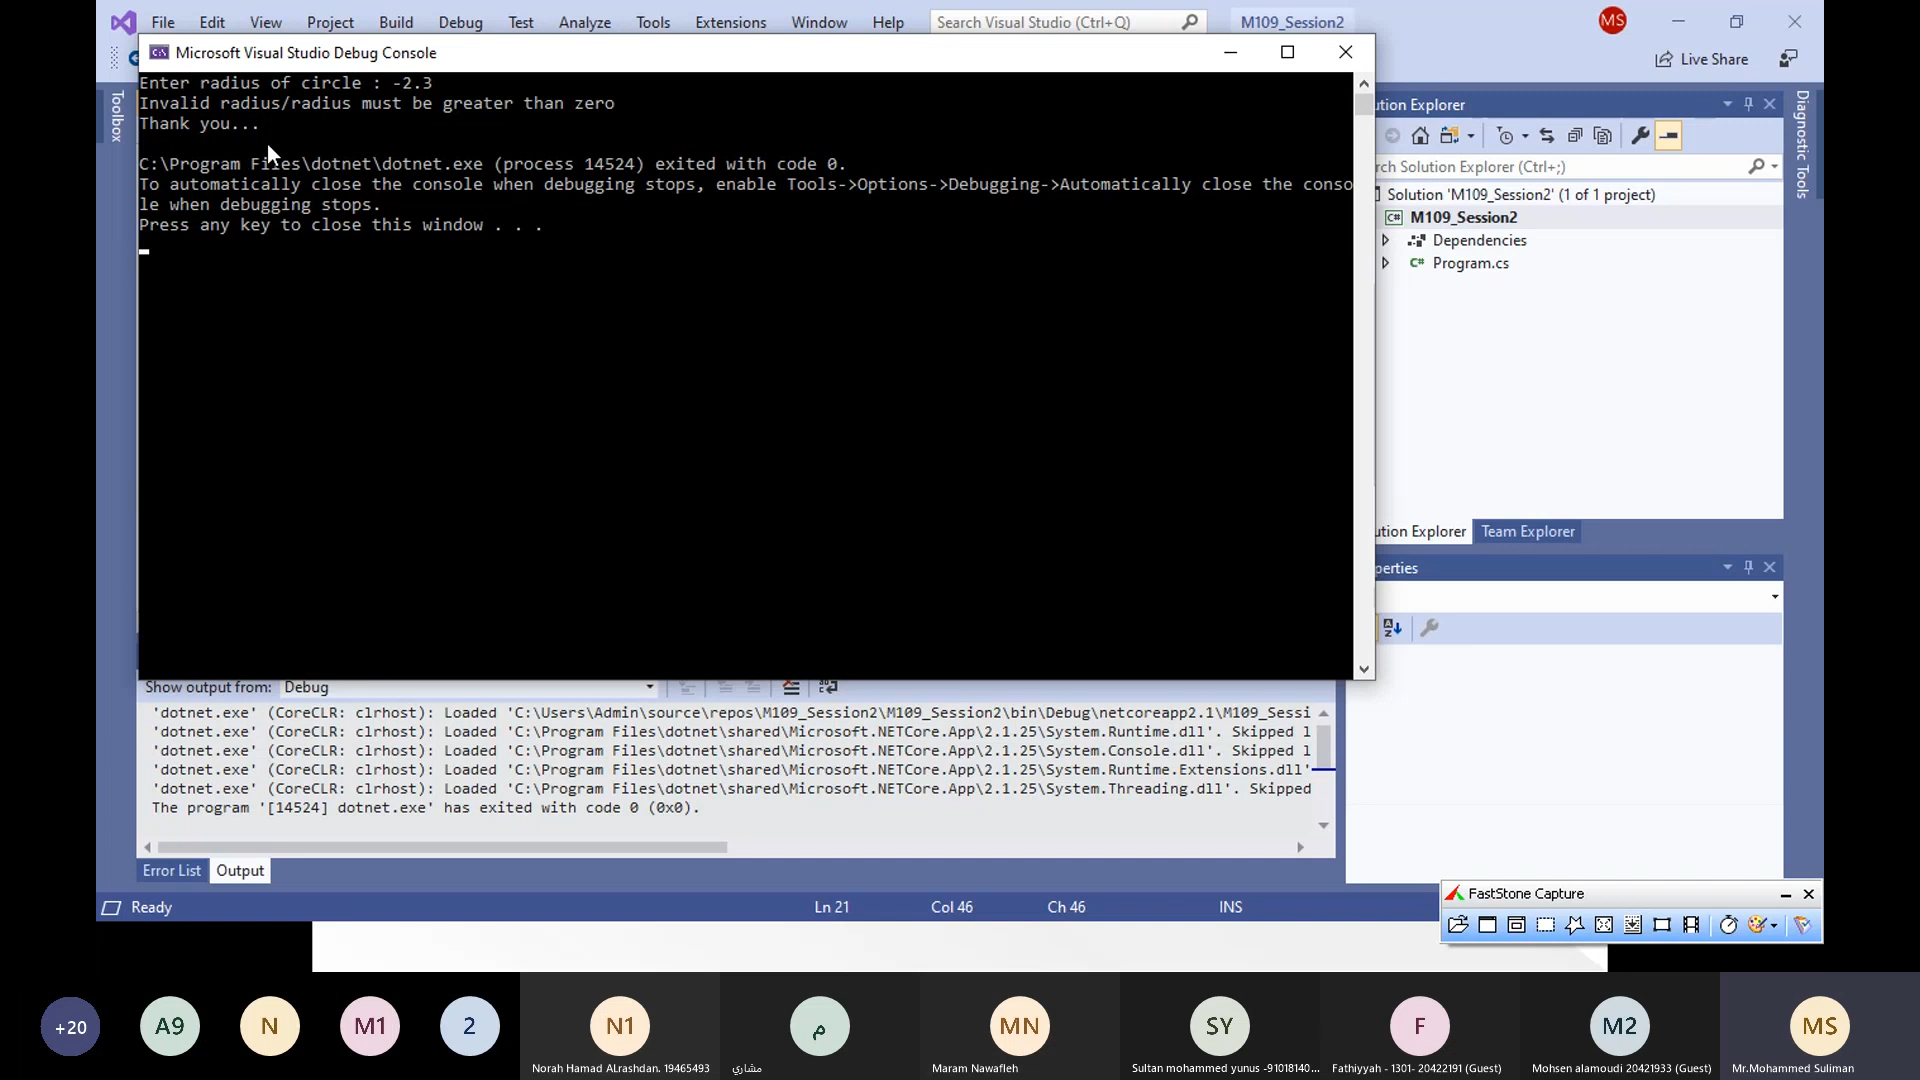 File Edit View Project Build Debug Test Analyze Tools Extensions Window Help Search Visual Studio (Ctrl+Q) M109_Session2 MS
Microsoft Visual Studio Debug Console
Live Share
Enter radius of circle : -2.3
Invalid radius/radius must be greater than zero
Thank you...
C:\Program Files\dotnet\dotnet.exe (process 14524) exited with code 0.
To automatically close the console when debugging stops, enable Tools->Options->Debugging->Automatically close the conso
le when debugging stops.
Press any key to close this window . . .
Toolbox
ution Explorer
rch Solution Explorer (Ctrl+;)
Solution 'M109_Session2' (1 of 1 project)
C# M109_Session2
Dependencies
C# Program.cs
Diagnostic Tools
ution Explorer Team Explorer
perties
Show output from: Debug
'dotnet.exe' (CoreCLR: clrhost): Loaded 'C:\Users\Admin\source\repos\M109_Session2\M109_Session2\bin\Debug\netcoreapp2.1\M109_Sessi
'dotnet.exe' (CoreCLR: clrhost): Loaded 'C:\Program Files\dotnet\shared\Microsoft.NETCore.App\2.1.25\System.Runtime.dll'. Skipped l
'dotnet.exe' (CoreCLR: clrhost): Loaded 'C:\Program Files\dotnet\shared\Microsoft.NETCore.App\2.1.25\System.Console.dll'. Skipped l
'dotnet.exe' (CoreCLR: clrhost): Loaded 'C:\Program Files\dotnet\shared\Microsoft.NETCore.App\2.1.25\System.Runtime.Extensions.dll'
'dotnet.exe' (CoreCLR: clrhost): Loaded 'C:\Program Files\dotnet\shared\Microsoft.NETCore.App\2.1.25\System.Threading.dll'. Skipped
The program '[14524] dotnet.exe' has exited with code 0 (0x0).
Error List Output
Ready Ln 21 Col 46 Ch 46 INS
FastStone Capture
+20 A9 N M1 2 N1 م MN SY F M2 MS
Norah Hamad ALrashdan. 19465493 مشاري Maram Nawafleh Sultan mohammed yunus -91018140... Fathiyyah - 1301- 20422191 (Guest) Mohsen alamoudi 20421933 (Guest) Mr.Mohammed Suliman